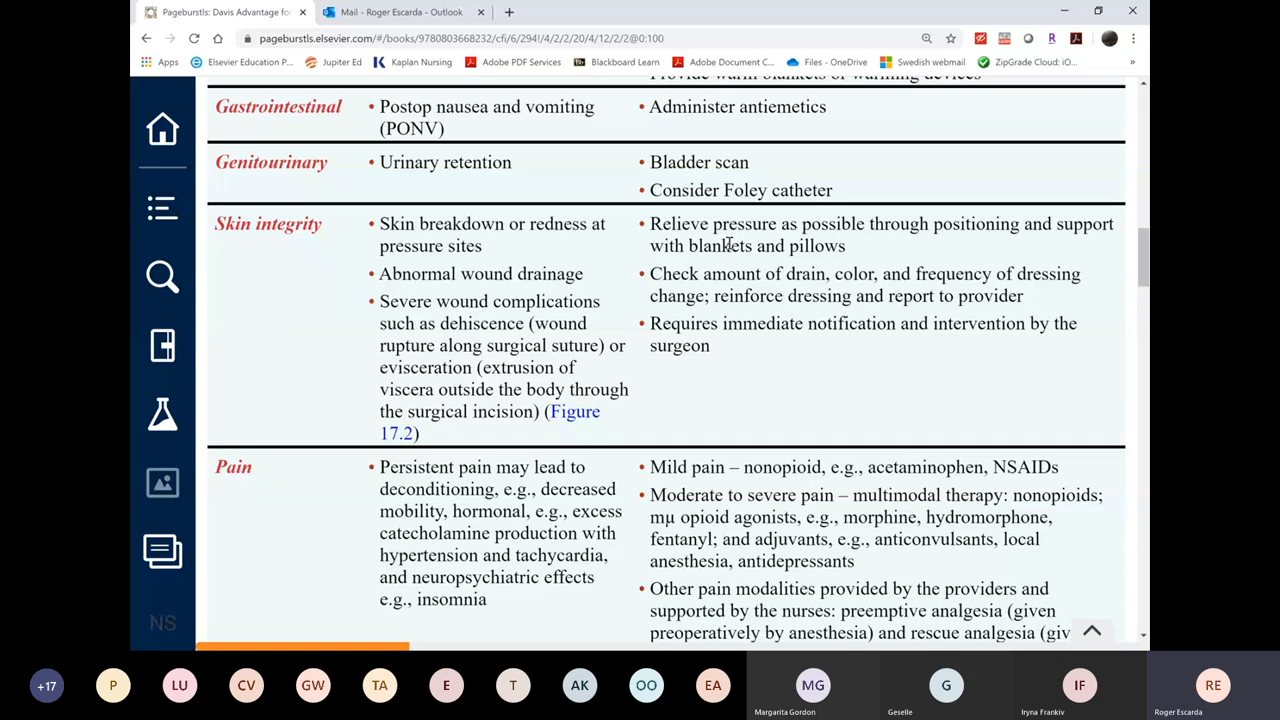 Pageburstls: Davis Advantage for
Mail - Roger Escarda - Outlook
pageburstls.elsevier.com/#/books/9780803668232/cfi/6/294!/4/2/2/20/4/12/2/2@0:100
Apps
Elsevier Education P...
Jupiter Ed
Kaplan Nursing
Adobe PDF Services
Blackboard Learn
Adobe Document C...
Files - OneDrive
Swedish webmail
ZipGrade Cloud: iO...
»
Provide warm blankets or warming devices
Gastrointestinal
• Postop nausea and vomiting
(PONV)
• Administer antiemetics
Genitourinary
• Urinary retention
• Bladder scan
• Consider Foley catheter
Skin integrity
• Skin breakdown or redness at
pressure sites
• Abnormal wound drainage
• Severe wound complications
such as dehiscence (wound
rupture along surgical suture) or
evisceration (extrusion of
viscera outside the body through
the surgical incision) (Figure
17.2)
• Relieve pressure as possible through positioning and support
with blankets and pillows
• Check amount of drain, color, and frequency of dressing
change; reinforce dressing and report to provider
• Requires immediate notification and intervention by the
surgeon
Pain
• Persistent pain may lead to
deconditioning, e.g., decreased
mobility, hormonal, e.g., excess
catecholamine production with
hypertension and tachycardia,
and neuropsychiatric effects
e.g., insomnia
• Mild pain – nonopioid, e.g., acetaminophen, NSAIDs
• Moderate to severe pain – multimodal therapy: nonopioids;
mμ opioid agonists, e.g., morphine, hydromorphone,
fentanyl; and adjuvants, e.g., anticonvulsants, local
anesthesia, antidepressants
• Other pain modalities provided by the providers and
supported by the nurses: preemptive analgesia (given
preoperatively by anesthesia) and rescue analgesia (giv
NS
+17
P
LU
CV
GW
TA
E
T
AK
OO
EA
MG
G
IF
RE
Margarita Gordon
Geselle
Iryna Frankiv
Roger Escarda